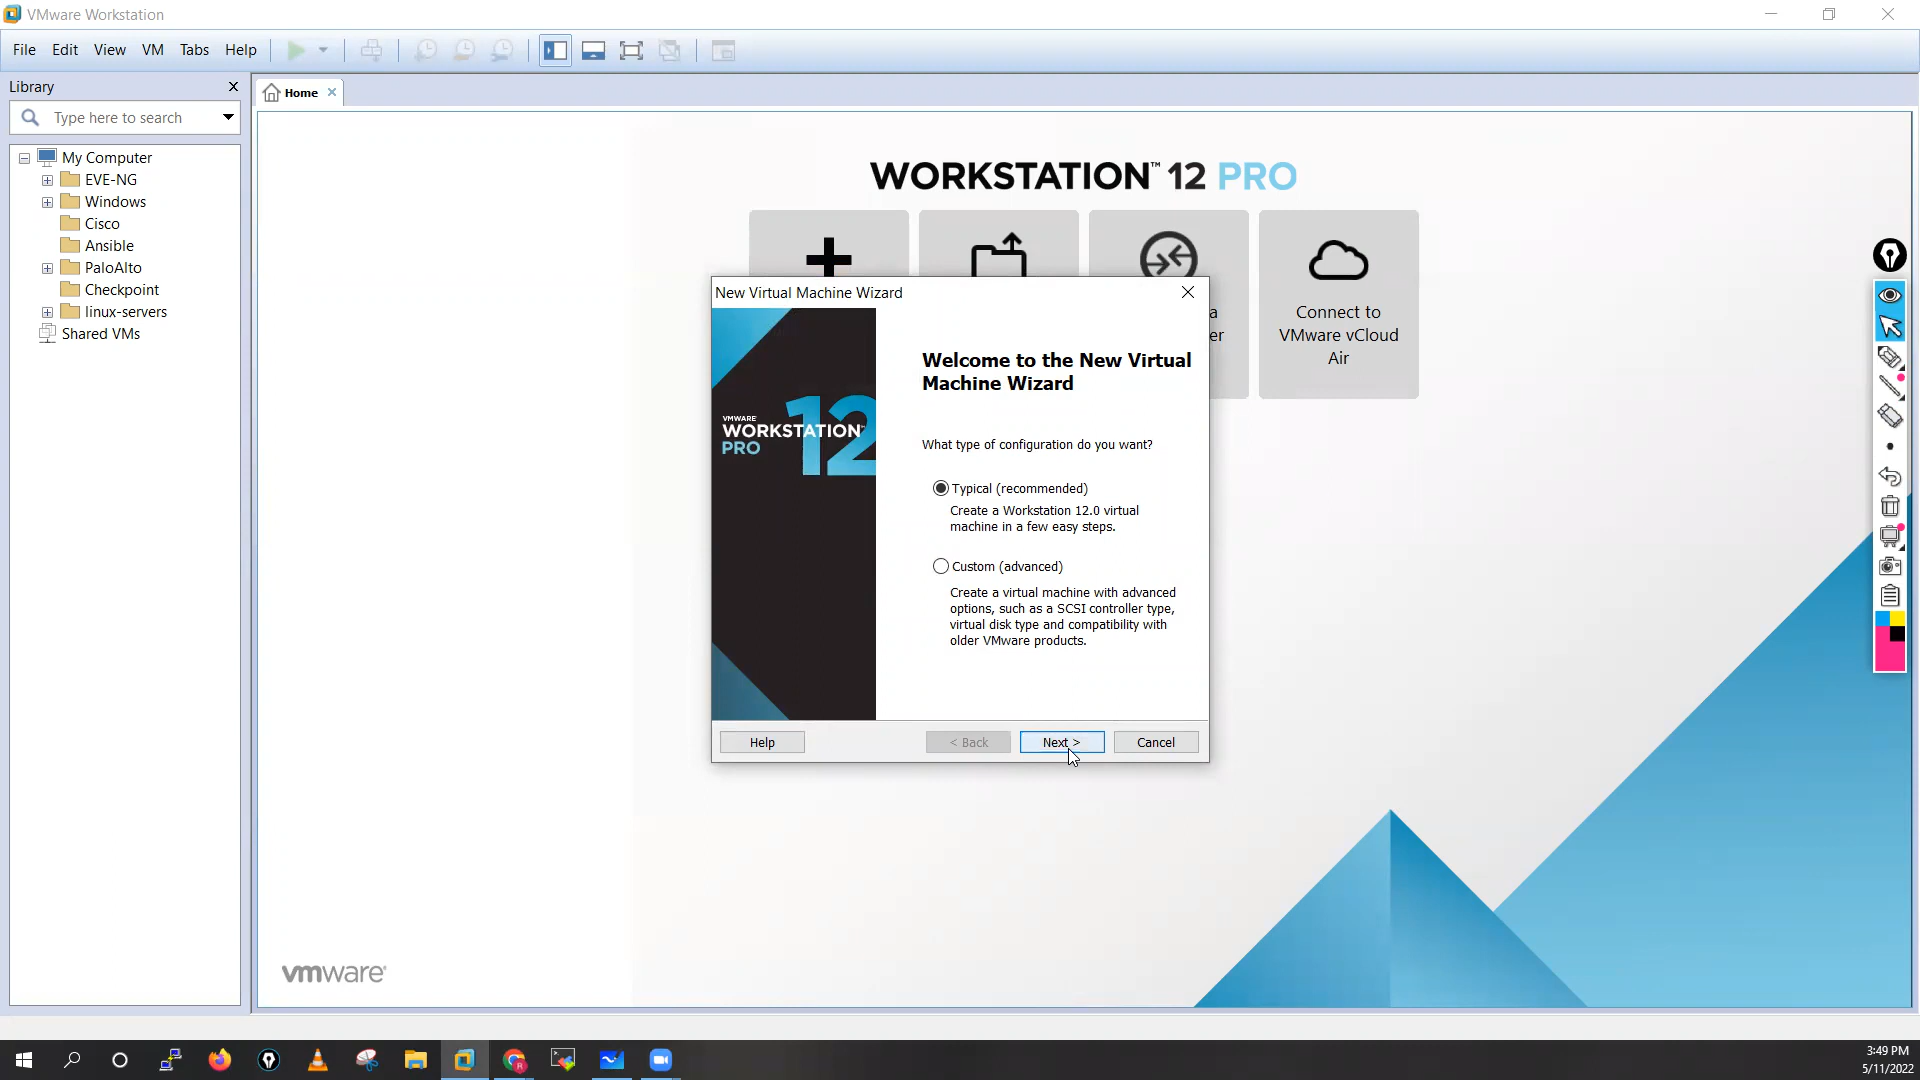 VMware Workstation
File Edit View VM Tabs Help
Library
Type here to search
My Computer
EVE-NG
Windows
Cisco
Ansible
PaloAlto
Checkpoint
linux-servers
Shared VMs
Home
WORKSTATION™ 12 PRO
a
er
Connect to
VMware vCloud
Air
New Virtual Machine Wizard
VMWARE®
WORKSTATION™ 12
PRO
Welcome to the New Virtual
Machine Wizard
What type of configuration do you want?
Typical (recommended)
Create a Workstation 12.0 virtual
machine in a few easy steps.
Custom (advanced)
Create a virtual machine with advanced
options, such as a SCSI controller type,
virtual disk type and compatibility with
older VMware products.
Help < Back Next > Cancel
vmware®
3:49 PM
5/11/2022